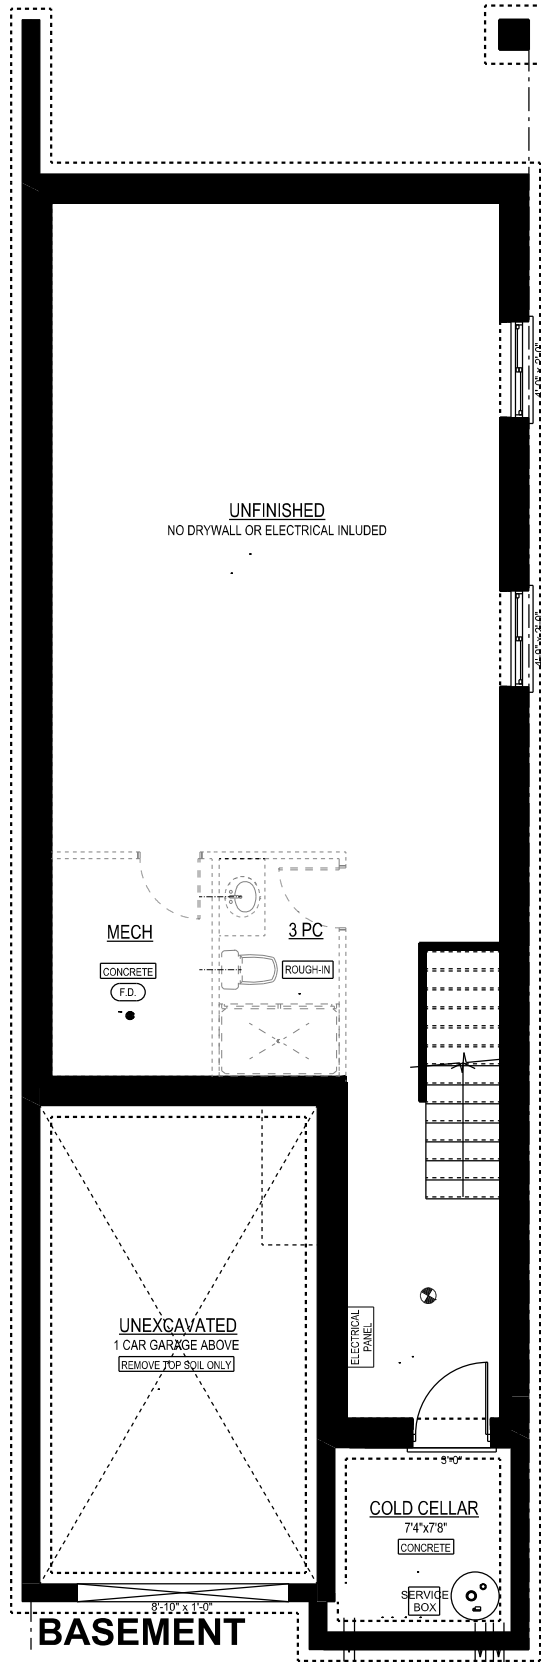 4'-0" x 2'-0"
UNFINISHED
NO DRYWALL OR ELECTRICAL INLUDED
4'-0" x 2'-0"
MECH
3 PC
CONCRETE
ROUGH-IN
F.D.
UNEXCAVATED
1 CAR GARAGE ABOVE
REMOVE TOP SOIL ONLY
ELECTRICAL
PANEL
3'-0"
COLD CELLAR
7'4"x7'8"
CONCRETE
SERVICE
BOX
8'-10" x 1'-0"
BASEMENT